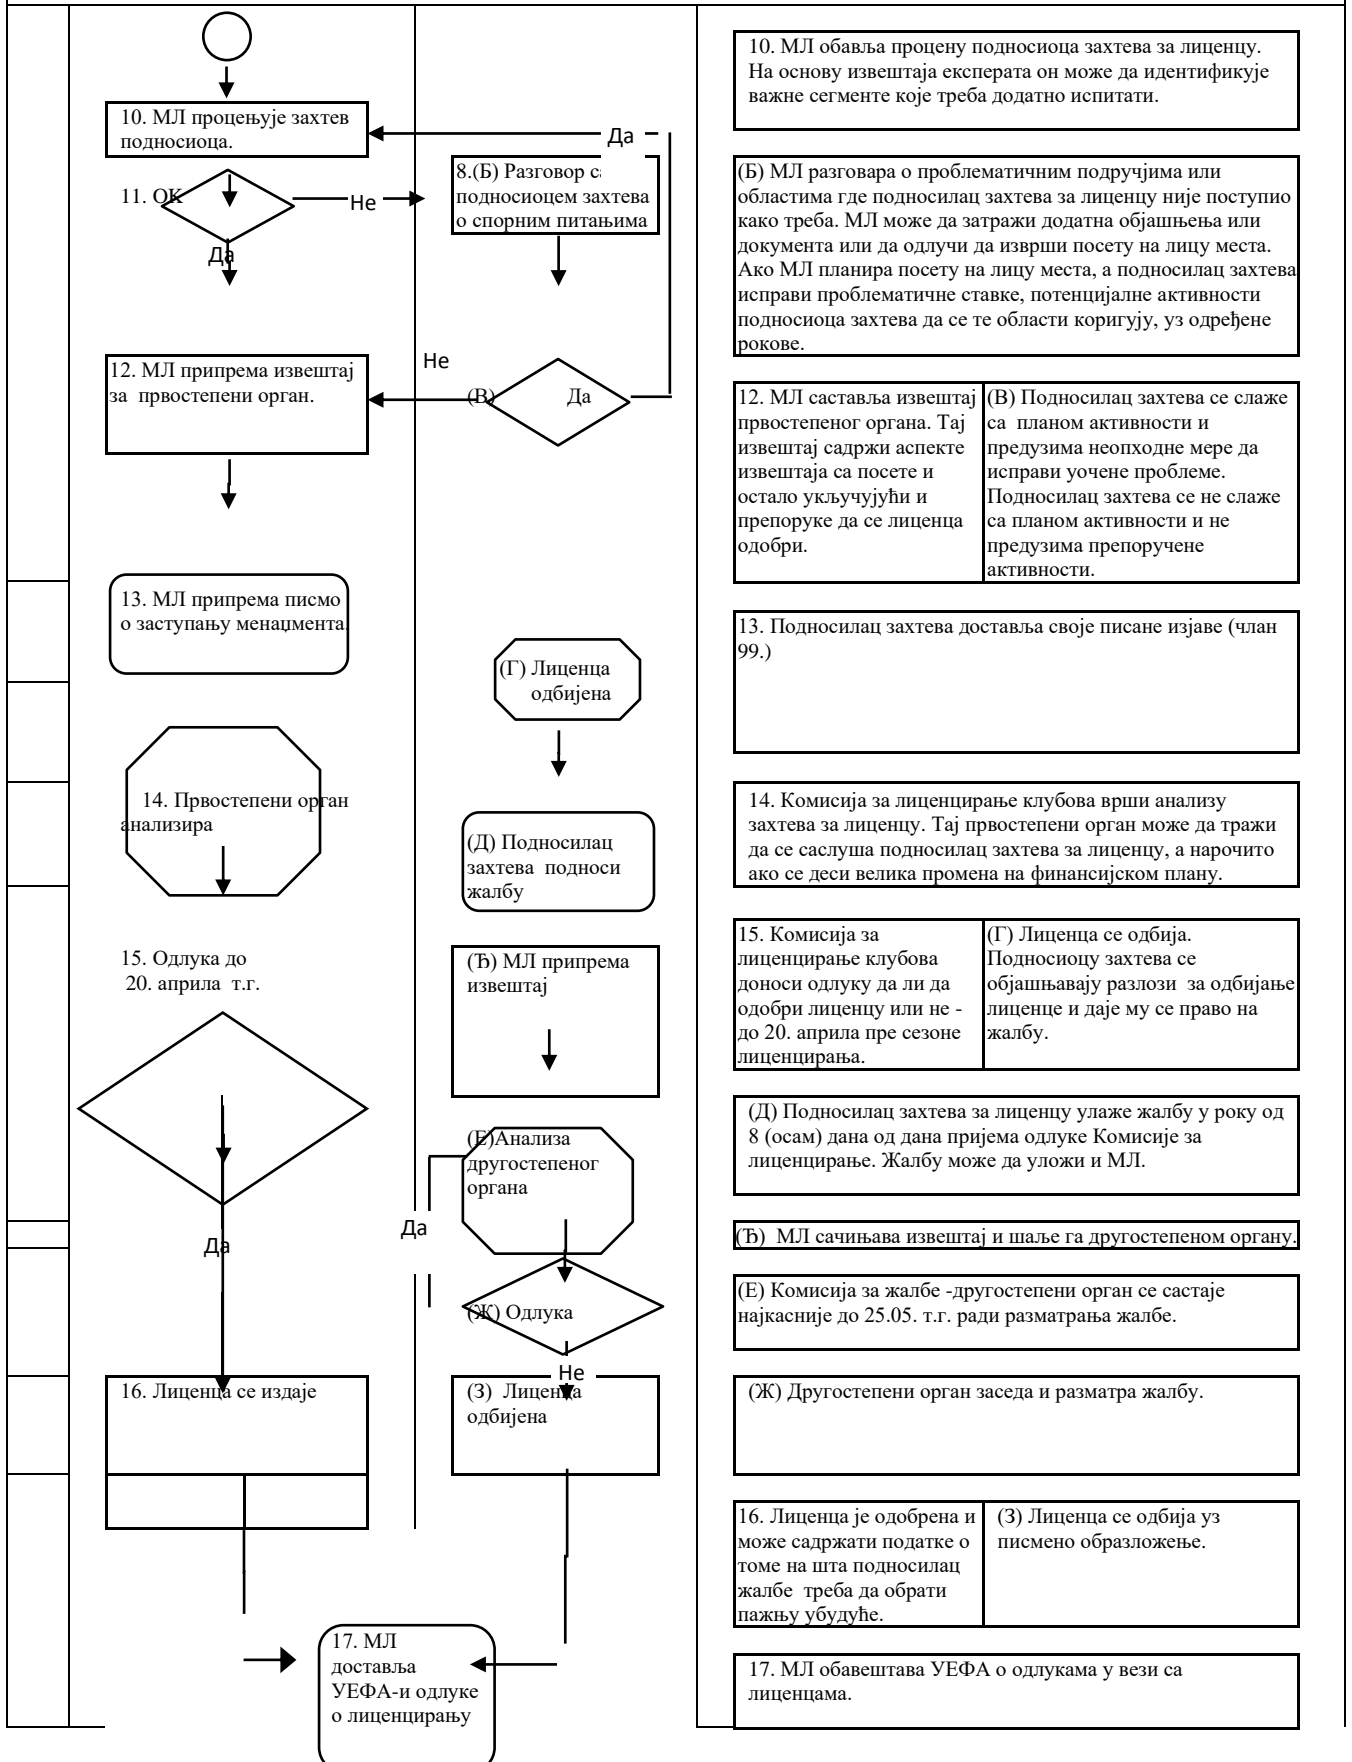 10. МЛ процењује захтев
подносиоца.
Да
11. ОК
Не
Да
8.(Б) Разговор са
подносиоцем захтева
о спорним питањима
12. МЛ припрема извештај
за првостепени орган.
Не
(В)
Да
13. МЛ припрема писмо
о заступању менаџмента.
(Г) Лиценца
одбијена
14. Првостепени орган
анализира
(Д) Подносилац
захтева подноси
жалбу
15. Одлука до
20. априла т.г.
(Ђ) МЛ припрема
извештај
(Е)Анализа
другостепеног
органа
Да
Да
(Ж) Одлука
Не
16. Лиценца се издаје
(З) Лиценца
одбијена
17. МЛ
доставља
УЕФА-и одлуке
о лиценцирању
10. МЛ обавља процену подносиоца захтева за лиценцу.
На основу извештаја експерата он може да идентификује
важне сегменте које треба додатно испитати.
(Б) МЛ разговара о проблематичним подручјима или
областима где подносилац захтева за лиценцу није поступио
како треба. МЛ може да затражи додатна објашњења или
документа или да одлучи да изврши посету на лицу места.
Ако МЛ планира посету на лицу места, а подносилац захтева
исправи проблематичне ставке, потенцијалне активности
подносиоца захтева да се те области коригују, уз одређене
рокове.
12. МЛ саставља извештај
првостепеног органа. Тај
извештај садржи аспекте
извештаја са посете и
остало укључујући и
препоруке да се лиценца
одобри.
(В) Подносилац захтева се слаже
са планом активности и
предузима неопходне мере да
исправи уочене проблеме.
Подносилац захтева се не слаже
са планом активности и не
предузима препоручене
активности.
13. Подносилац захтева доставља своје писане изјаве (члан
99.)
14. Комисија за лиценцирање клубова врши анализу
захтева за лиценцу. Тај првостепени орган може да тражи
да се саслуша подносилац захтева за лиценцу, а нарочито
ако се деси велика промена на финансијском плану.
15. Комисија за
лиценцирање клубова
доноси одлуку да ли да
одобри лиценцу или не -
до 20. априла пре сезоне
лиценцирања.
(Г) Лиценца се одбија.
Подносиоцу захтева се
објашњавају разлози за одбијање
лиценце и даје му се право на
жалбу.
(Д) Подносилац захтева за лиценцу улаже жалбу у року од
8 (осам) дана од дана пријема одлуке Комисије за
лиценцирање. Жалбу може да уложи и МЛ.
(Ђ) МЛ сачињава извештај и шаље га другостепеном органу.
(Е) Комисија за жалбе -другостепени орган се састаје
најкасније до 25.05. т.г. ради разматрања жалбе.
(Ж) Другостепени орган заседа и разматра жалбу.
16. Лиценца је одобрена и
може садржати податке о
томе на шта подносилац
жалбе треба да обрати
пажњу убудуће.
(З) Лиценца се одбија уз
писмено образложење.
17. МЛ обавештава УЕФА о одлукама у вези са
лиценцама.